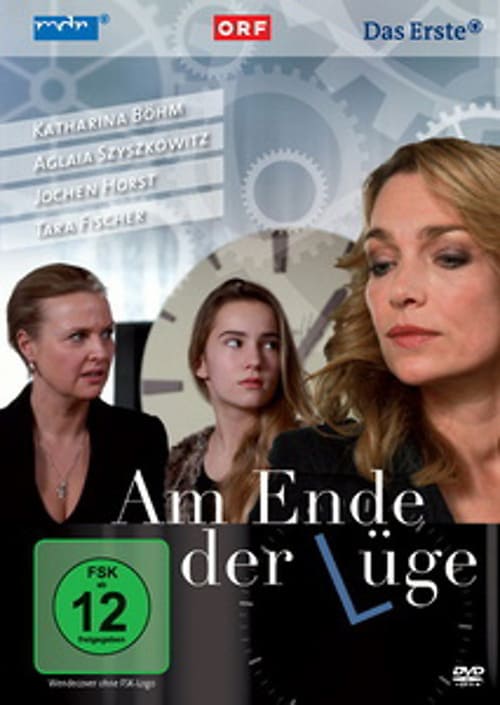 mdr
ORF
Das Erste
KATHARINA BÖHM
AGLAIA SZYSZKOWITZ
JOCHEN HORST
TARA FISCHER
Am Ende
der Lüge
FSK
ab
12
freigegeben
Wendecover ohne FSK-Logo
DVD
VIDEO